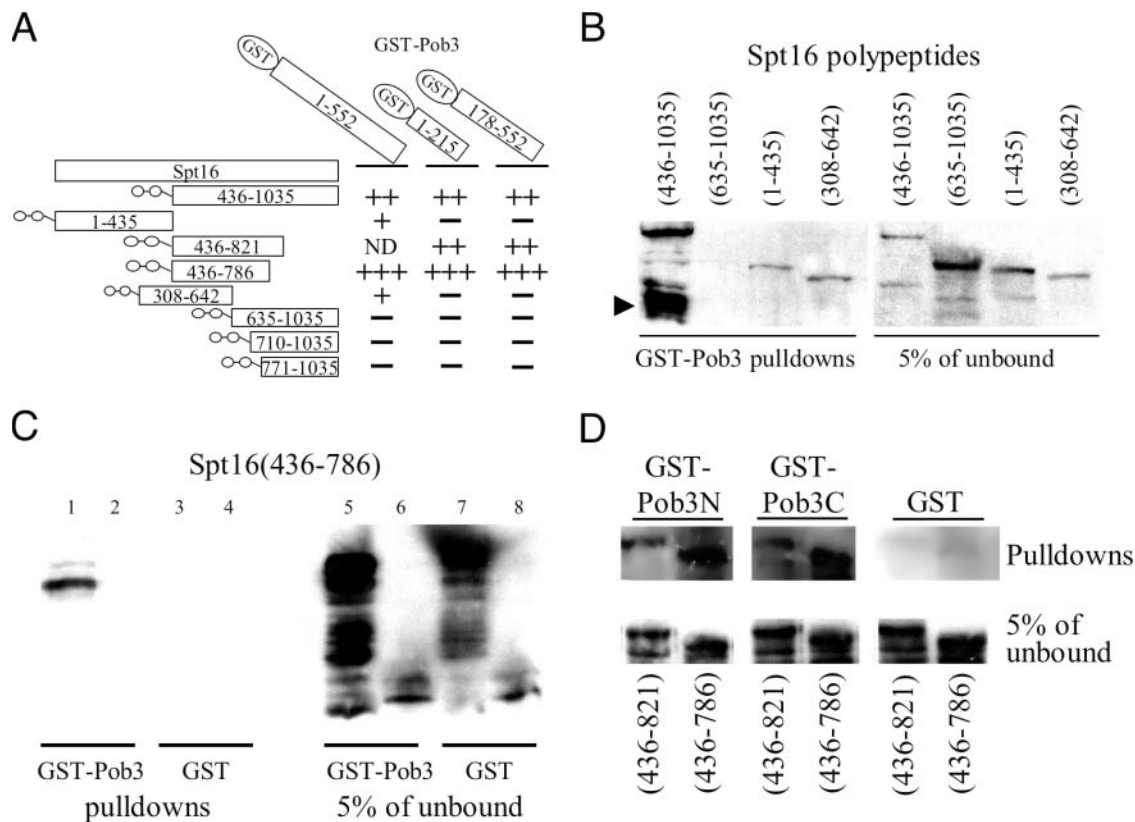 A
GST-Pob3
GST
1-552
GST
1-215
GST
178-552
Spt16
436-1035 ++ ++ ++
1-435 + − −
436-821 ND ++ ++
436-786 +++ +++ +++
308-642 + − −
635-1035 − − −
710-1035 − − −
771-1035 − − −
B
Spt16 polypeptides
(436-1035) (635-1035) (1-435) (308-642) (436-1035) (635-1035) (1-435) (308-642)
GST-Pob3 pulldowns 5% of unbound
C
Spt16(436-786)
1 2 3 4 5 6 7 8
GST-Pob3 GST GST-Pob3 GST
pulldowns 5% of unbound
D
GST-Pob3N GST-Pob3C GST
Pulldowns
5% of
unbound
(436-821) (436-786) (436-821) (436-786) (436-821) (436-786)